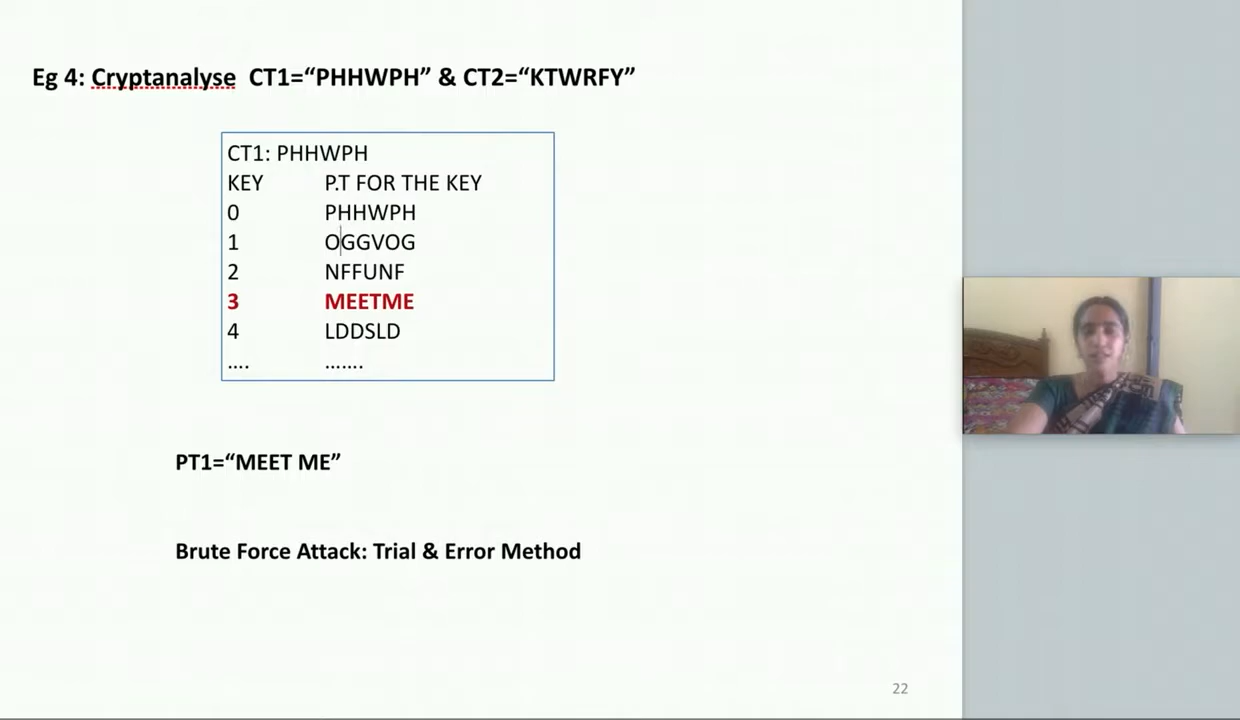 Eg 4: Cryptanalyse CT1=“PHHWPH” & CT2=“KTWRFY”
CT1: PHHWPH
KEY P.T FOR THE KEY
0 PHHWPH
1 OGGVOG
2 NFFUNF
3 MEETME
4 LDDSLD
.... .......
PT1=“MEET ME”
Brute Force Attack: Trial & Error Method
22